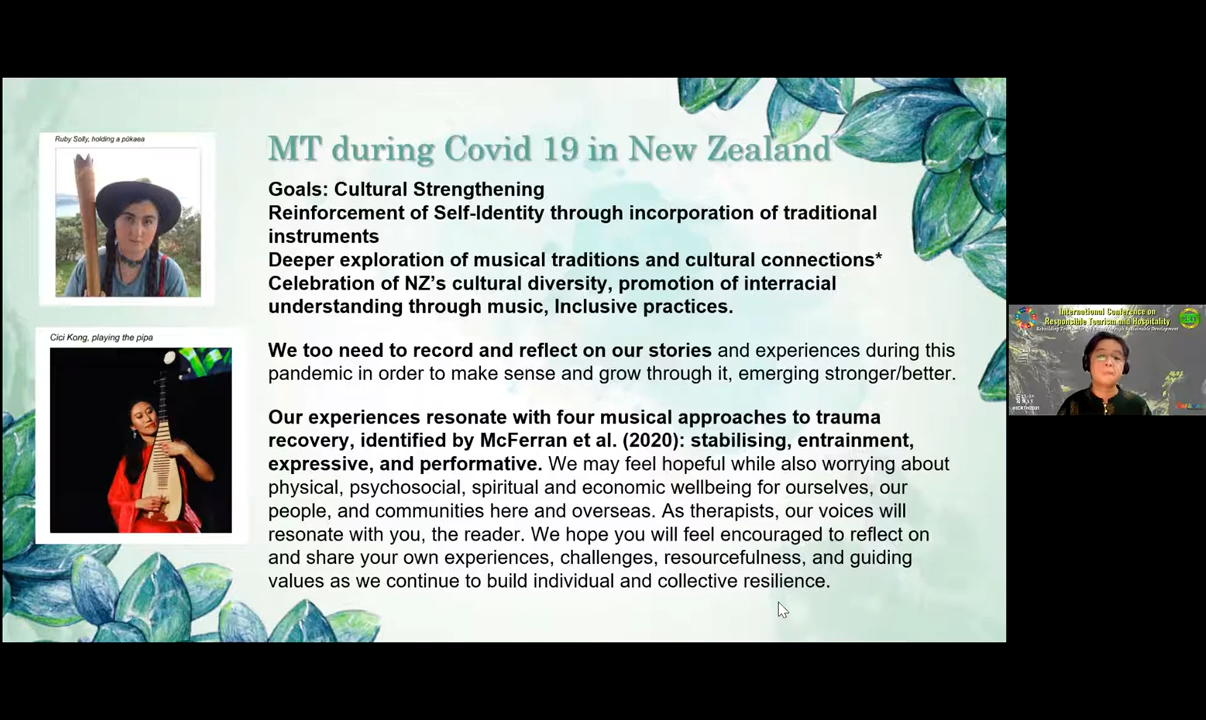 Ruby Solly, holding a pūkaea
Cici Kong, playing the pipa
MT during Covid 19 in New Zealand
Goals: Cultural Strengthening
Reinforcement of Self-Identity through incorporation of traditional
instruments
Deeper exploration of musical traditions and cultural connections*
Celebration of NZ's cultural diversity, promotion of interracial
understanding through music, Inclusive practices.
We too need to record and reflect on our stories and experiences during this
pandemic in order to make sense and grow through it, emerging stronger/better.
Our experiences resonate with four musical approaches to trauma
recovery, identified by McFerran et al. (2020): stabilising, entrainment,
expressive, and performative. We may feel hopeful while also worrying about
physical, psychosocial, spiritual and economic wellbeing for ourselves, our
people, and communities here and overseas. As therapists, our voices will
resonate with you, the reader. We hope you will feel encouraged to reflect on
and share your own experiences, challenges, resourcefulness, and guiding
values as we continue to build individual and collective resilience.
International Conference on
Responsible Tourism and Hospitality